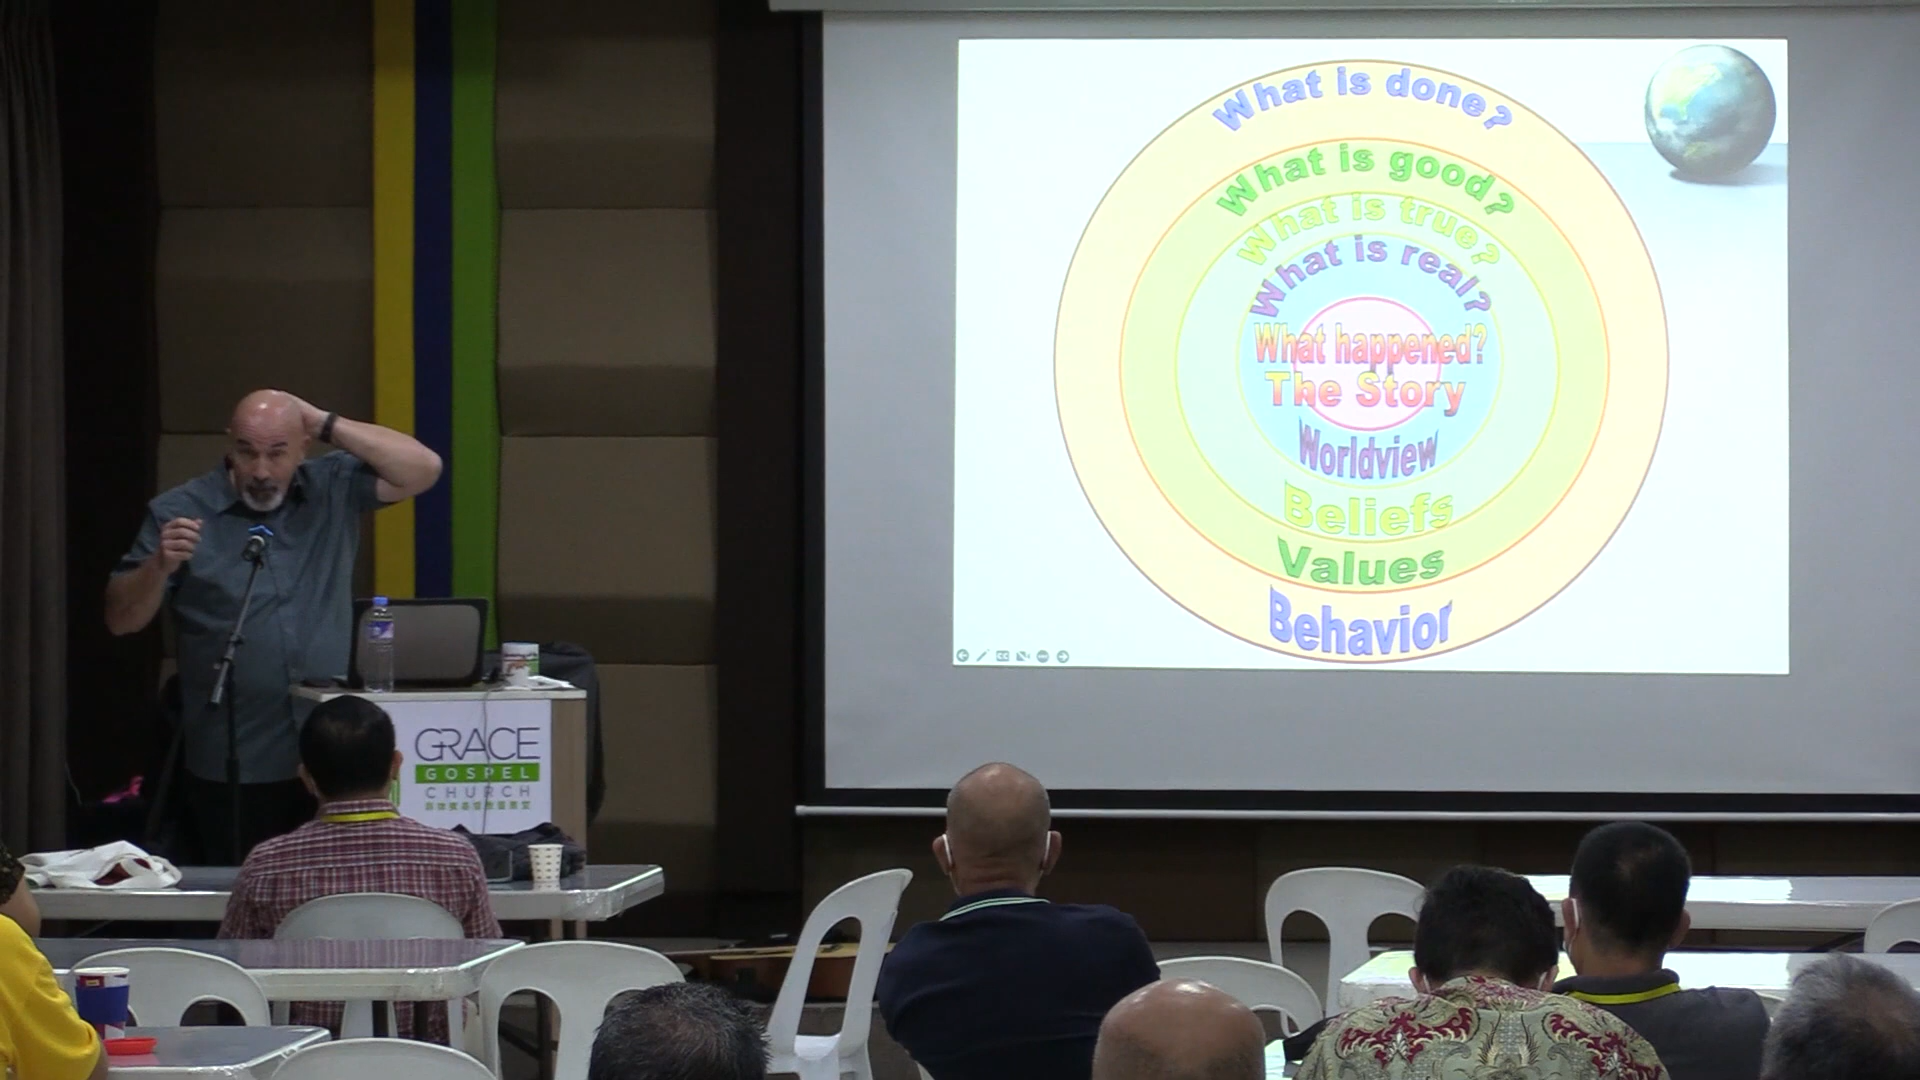 What is done?
What is good?
What is true?
What is real?
What happened?
The Story
Worldview
Beliefs
Values
Behavior
GRACE
GOSPEL
CHURCH